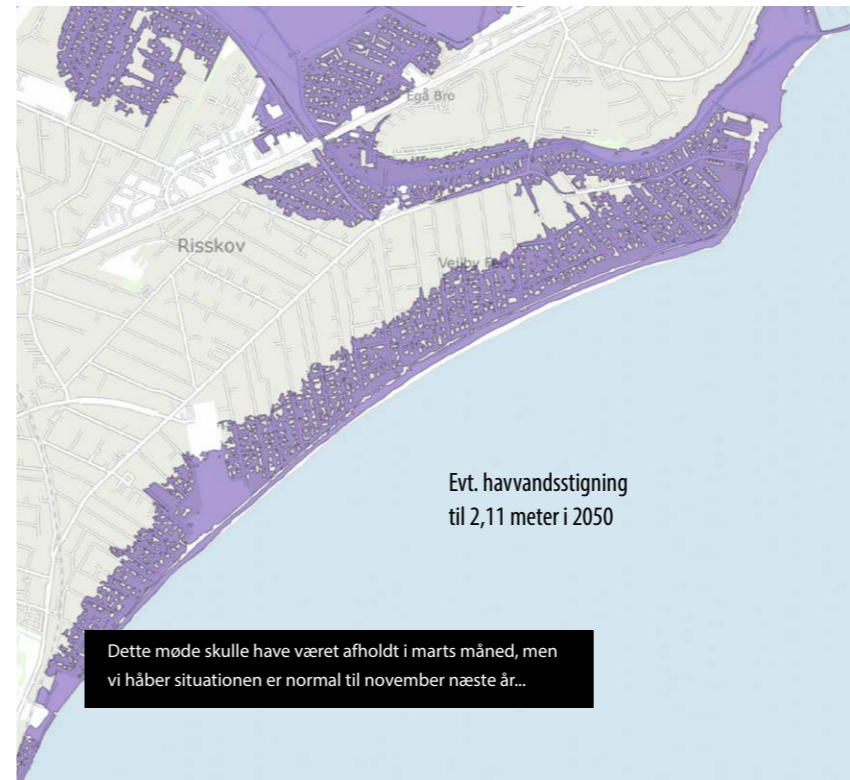 Egå Bro
Risskov
Vejlby Fed
Evt. havvandsstigning
til 2,11 meter i 2050
Dette møde skulle have været afholdt i marts måned, men
vi håber situationen er normal til november næste år...